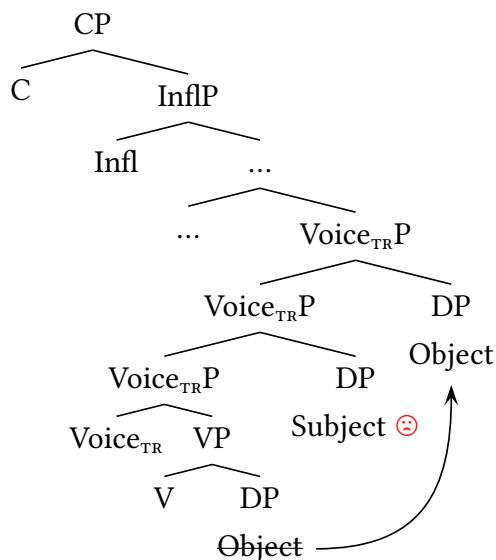 CP
C InflP
Infl ...
... Voice_TR P
Voice_TR P DP
Object
Voice_TR P DP
Voice_TR VP Subject ☹
V DP
Object